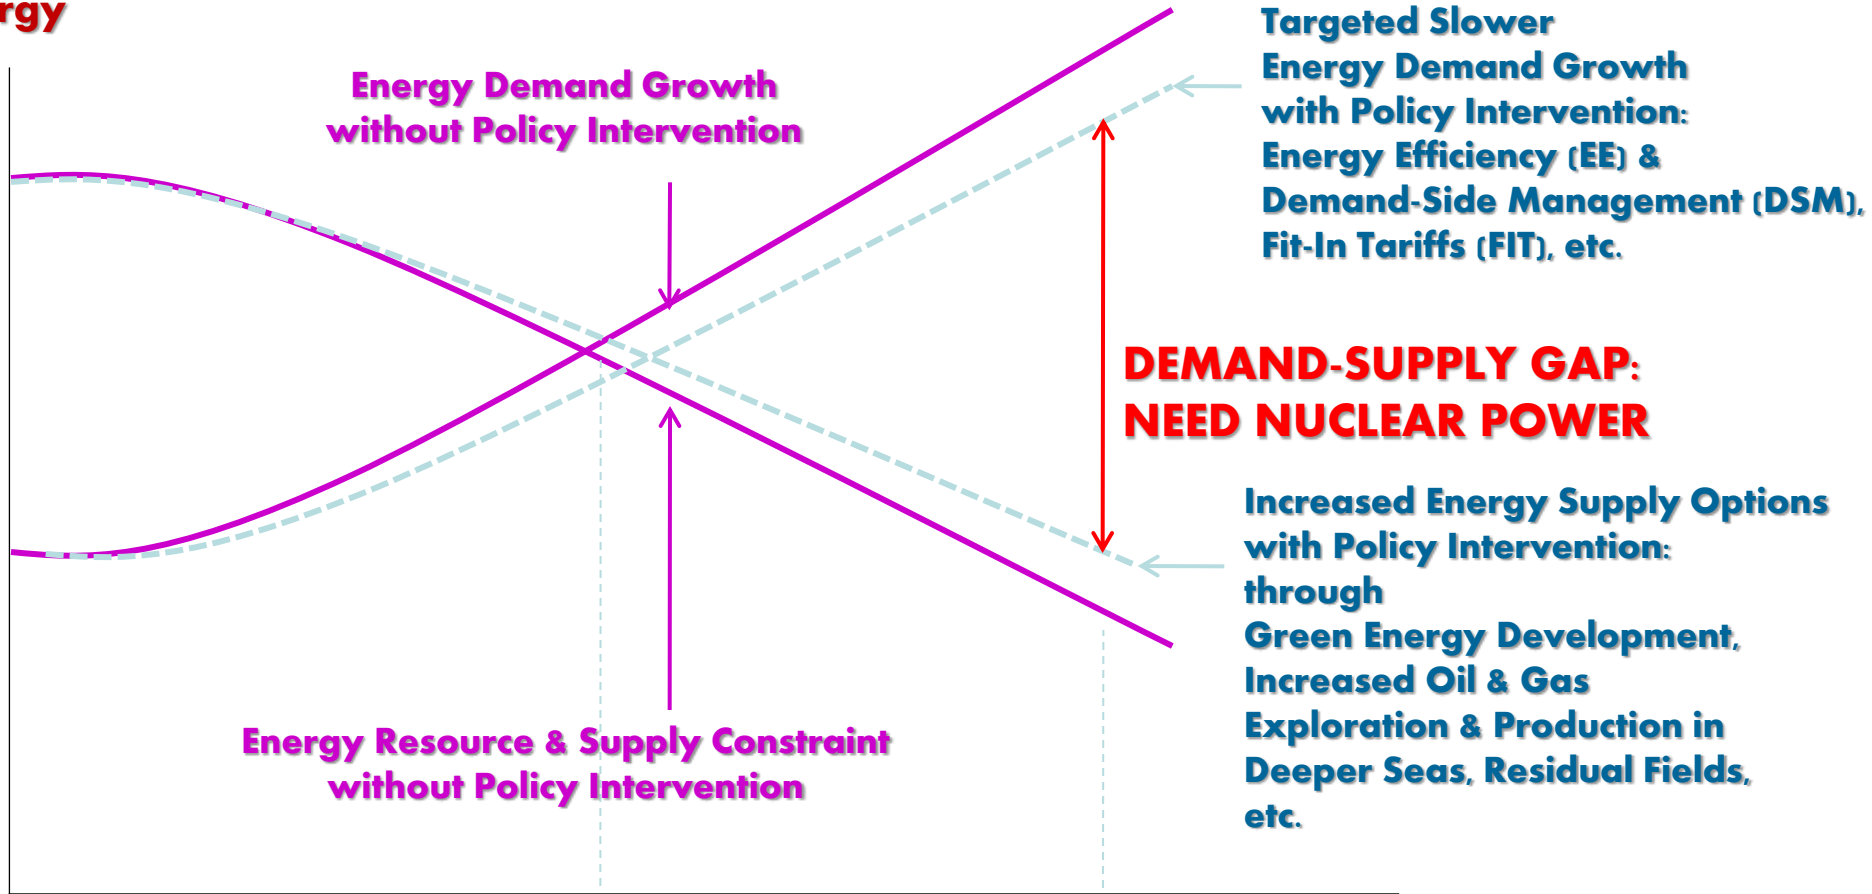 Energy Demand Growth
without Policy Intervention
Targeted Slower
Energy Demand Growth
with Policy Intervention:
Energy Efficiency (EE) &
Demand-Side Management (DSM),
Fit-In Tariffs (FIT), etc.
DEMAND-SUPPLY GAP:
NEED NUCLEAR POWER
Increased Energy Supply Options
with Policy Intervention:
through
Green Energy Development,
Increased Oil & Gas
Exploration & Production in
Deeper Seas, Residual Fields,
etc.
Energy Resource & Supply Constraint
without Policy Intervention